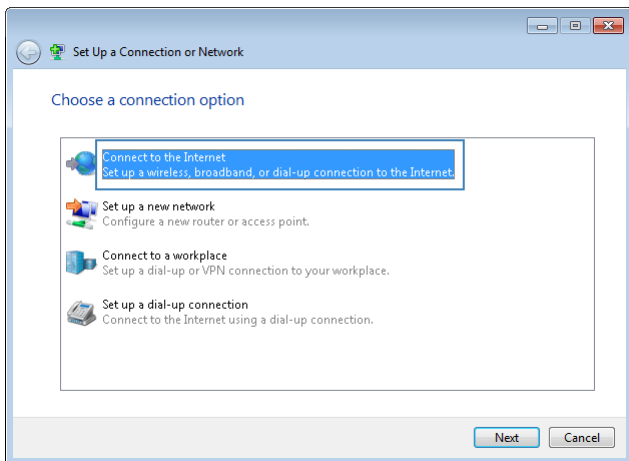 Set Up a Connection or Network
Choose a connection option
Connect to the Internet
Set up a wireless, broadband, or dial-up connection to the Internet.
Set up a new network
Configure a new router or access point.
Connect to a workplace
Set up a dial-up or VPN connection to your workplace.
Set up a dial-up connection
Connect to the Internet using a dial-up connection.
Next Cancel